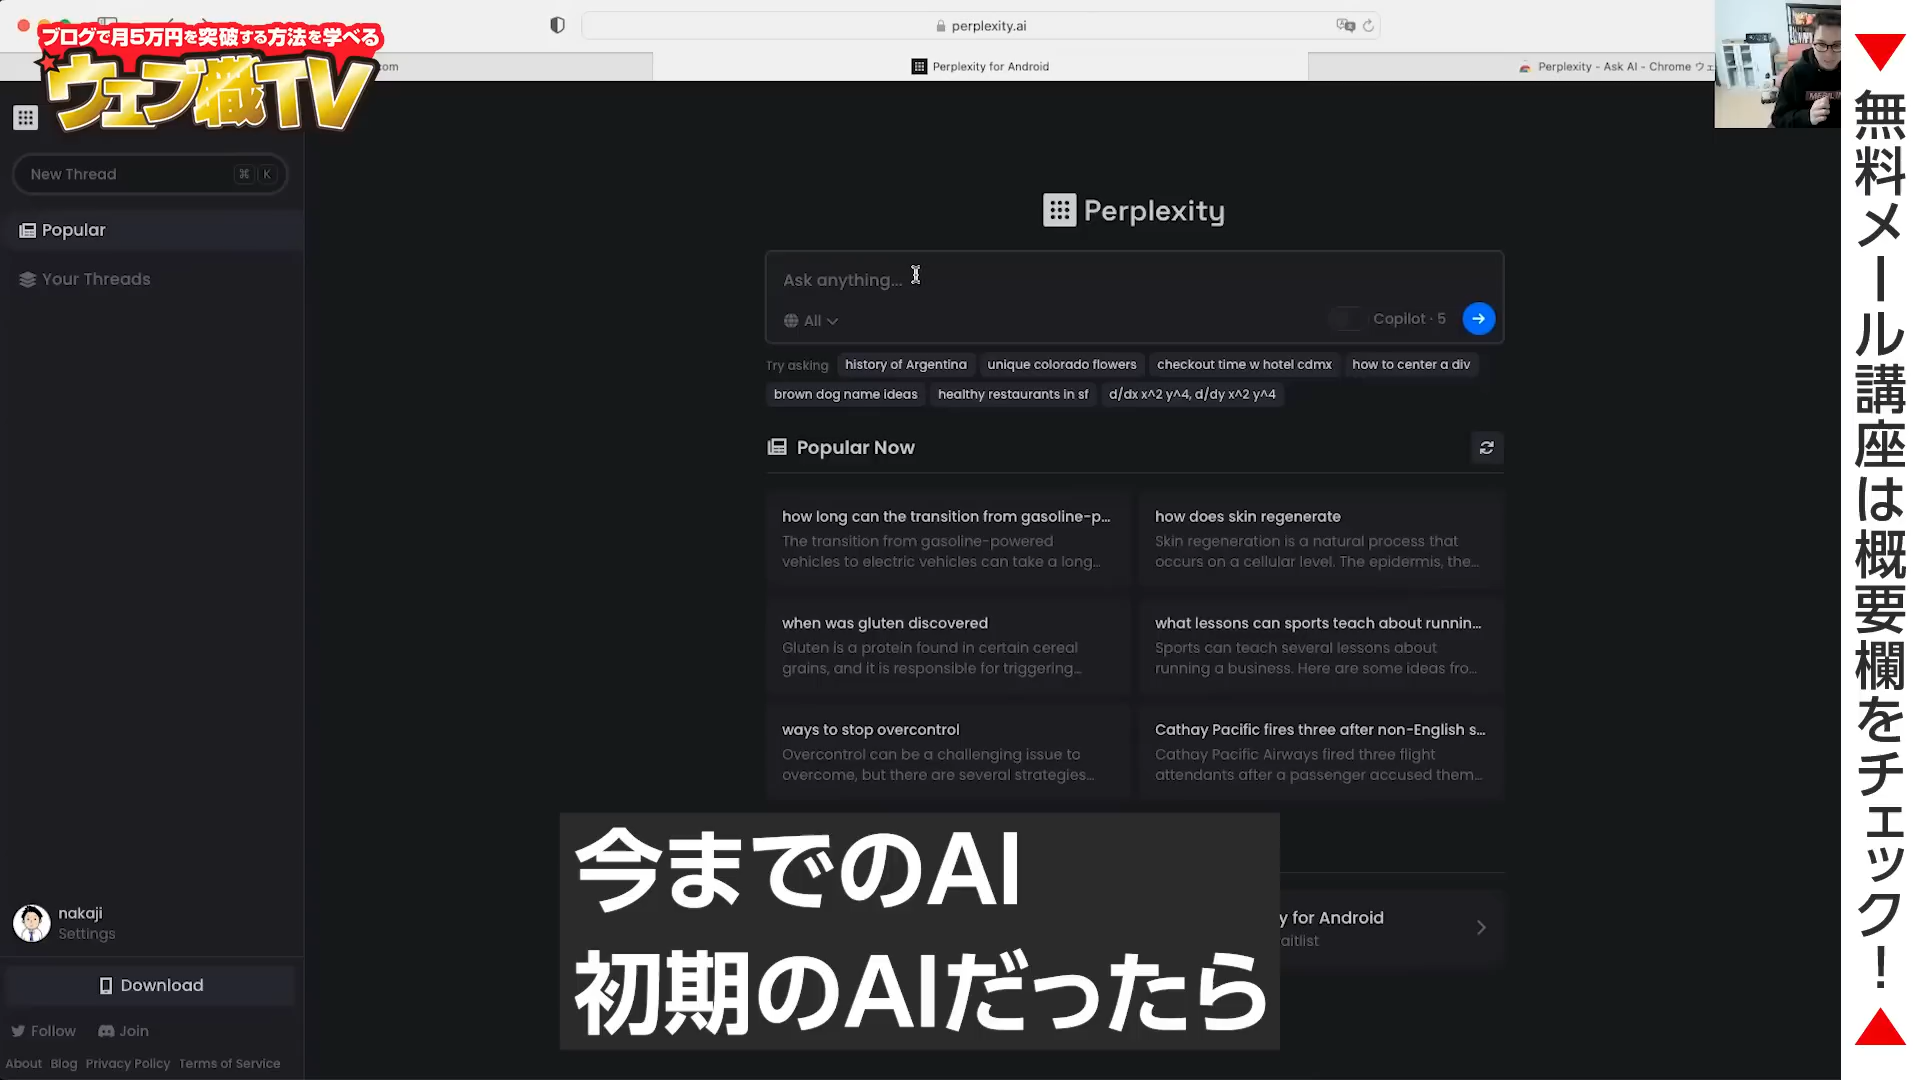 ブログで月5万円を突破する方法を学べる
ウェブ職TV
perplexity.ai
com
Perplexity for Android
Perplexity - Ask AI - Chrome ウェ
New Thread
⌘ K
Popular
Your Threads
Perplexity
Ask anything...
All
Copilot · 5
Try asking
history of Argentina
unique colorado flowers
checkout time w hotel cdmx
how to center a div
brown dog name ideas
healthy restaurants in sf
d/dx x^2 y^4, d/dy x^2 y^4
Popular Now
how long can the transition from gasoline-p...
The transition from gasoline-powered
vehicles to electric vehicles can take a long...
how does skin regenerate
Skin regeneration is a natural process that
occurs on a cellular level. The epidermis, the...
when was gluten discovered
Gluten is a protein found in certain cereal
grains, and it is responsible for triggering...
what lessons can sports teach about runnin...
Sports can teach several lessons about
running a business. Here are some ideas fro...
ways to stop overcontrol
Overcontrol can be a challenging issue to
overcome, but there are several strategies...
Cathay Pacific fires three after non-English s...
Cathay Pacific Airways fired three flight
attendants after a passenger accused them...
y for Android
aitlist
nakaji
Settings
Download
Follow
Join
About Blog Privacy Policy Terms of Service
今までのAI
初期のAIだったら
▼無料メール講座は概要欄をチェック！▲